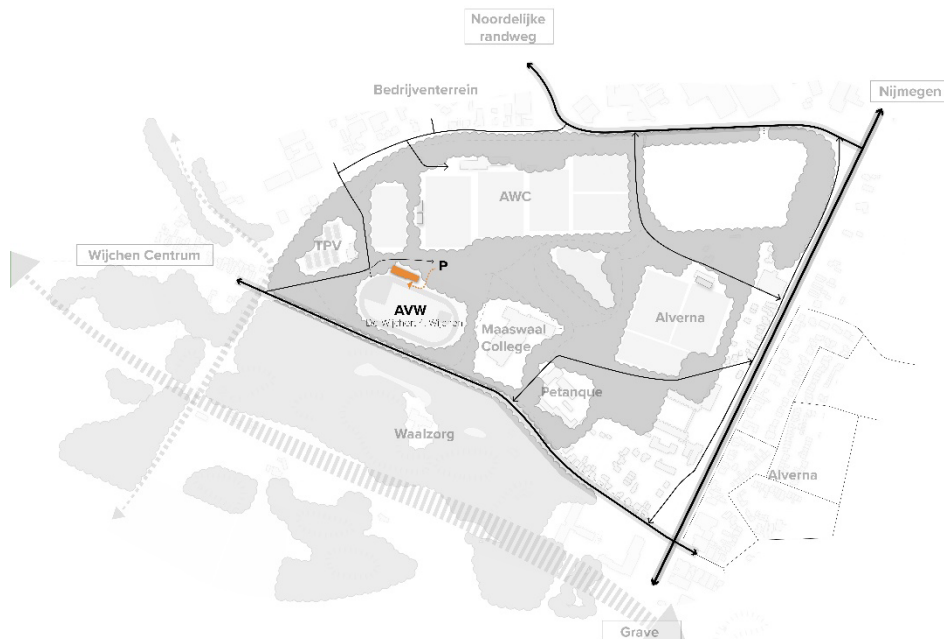 Noordelijke
randweg
Bedrijventerrein
Nijmegen
AWC
TPV
Wijchen Centrum
P
AVW
Maaswaal
College
Alverna
Petanque
Waalzorg
Alverna
Grave